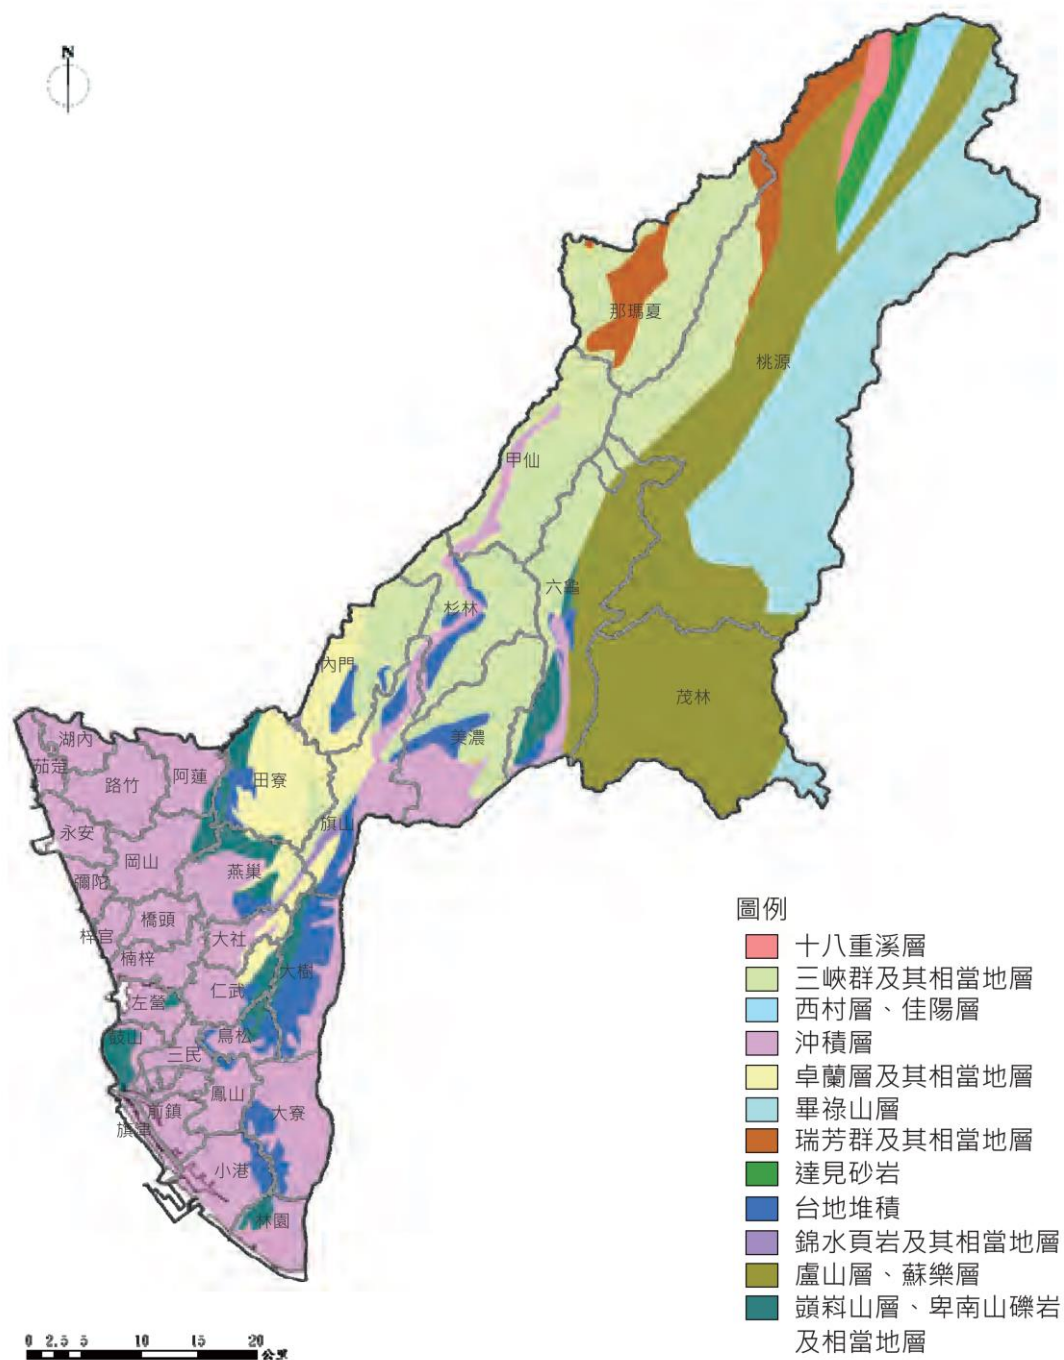 N
那瑪夏
桃源
甲仙
六龜
杉林
內門
茂林
美濃
湖內
茄萣
路竹
阿蓮
田寮
旗山
永安
岡山
燕巢
彌陀
橋頭
梓官
大社
楠梓
大樹
仁武
左營
鼓山
鳥松
三民
鳳山
前鎮
大寮
旗津
小港
林園
圖例
十八重溪層
三峽群及其相當地層
西村層、佳陽層
沖積層
卓蘭層及其相當地層
畢祿山層
瑞芳群及其相當地層
達見砂岩
台地堆積
錦水頁岩及其相當地層
盧山層、蘇樂層
嶺嵙山層、卑南山礫岩
及相當地層
0 2.5 5 10 15 20
公里